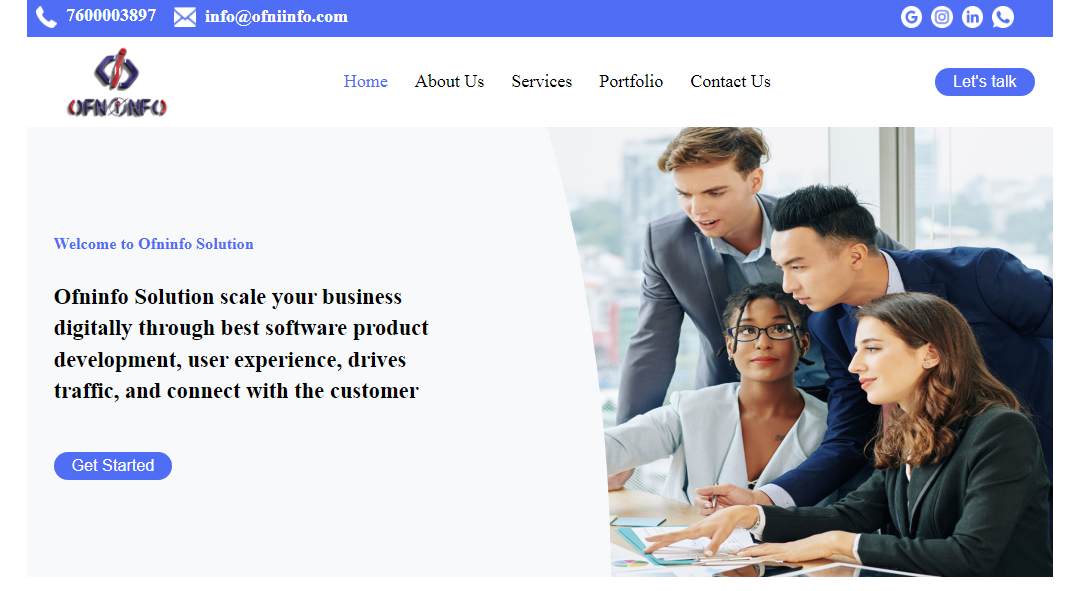 7600003897 info@ofniinfo.com
OFNIINFO
Home About Us Services Portfolio Contact Us Let's talk
Welcome to Ofninfo Solution
Ofninfo Solution scale your business
digitally through best software product
development, user experience, drives
traffic, and connect with the customer
Get Started